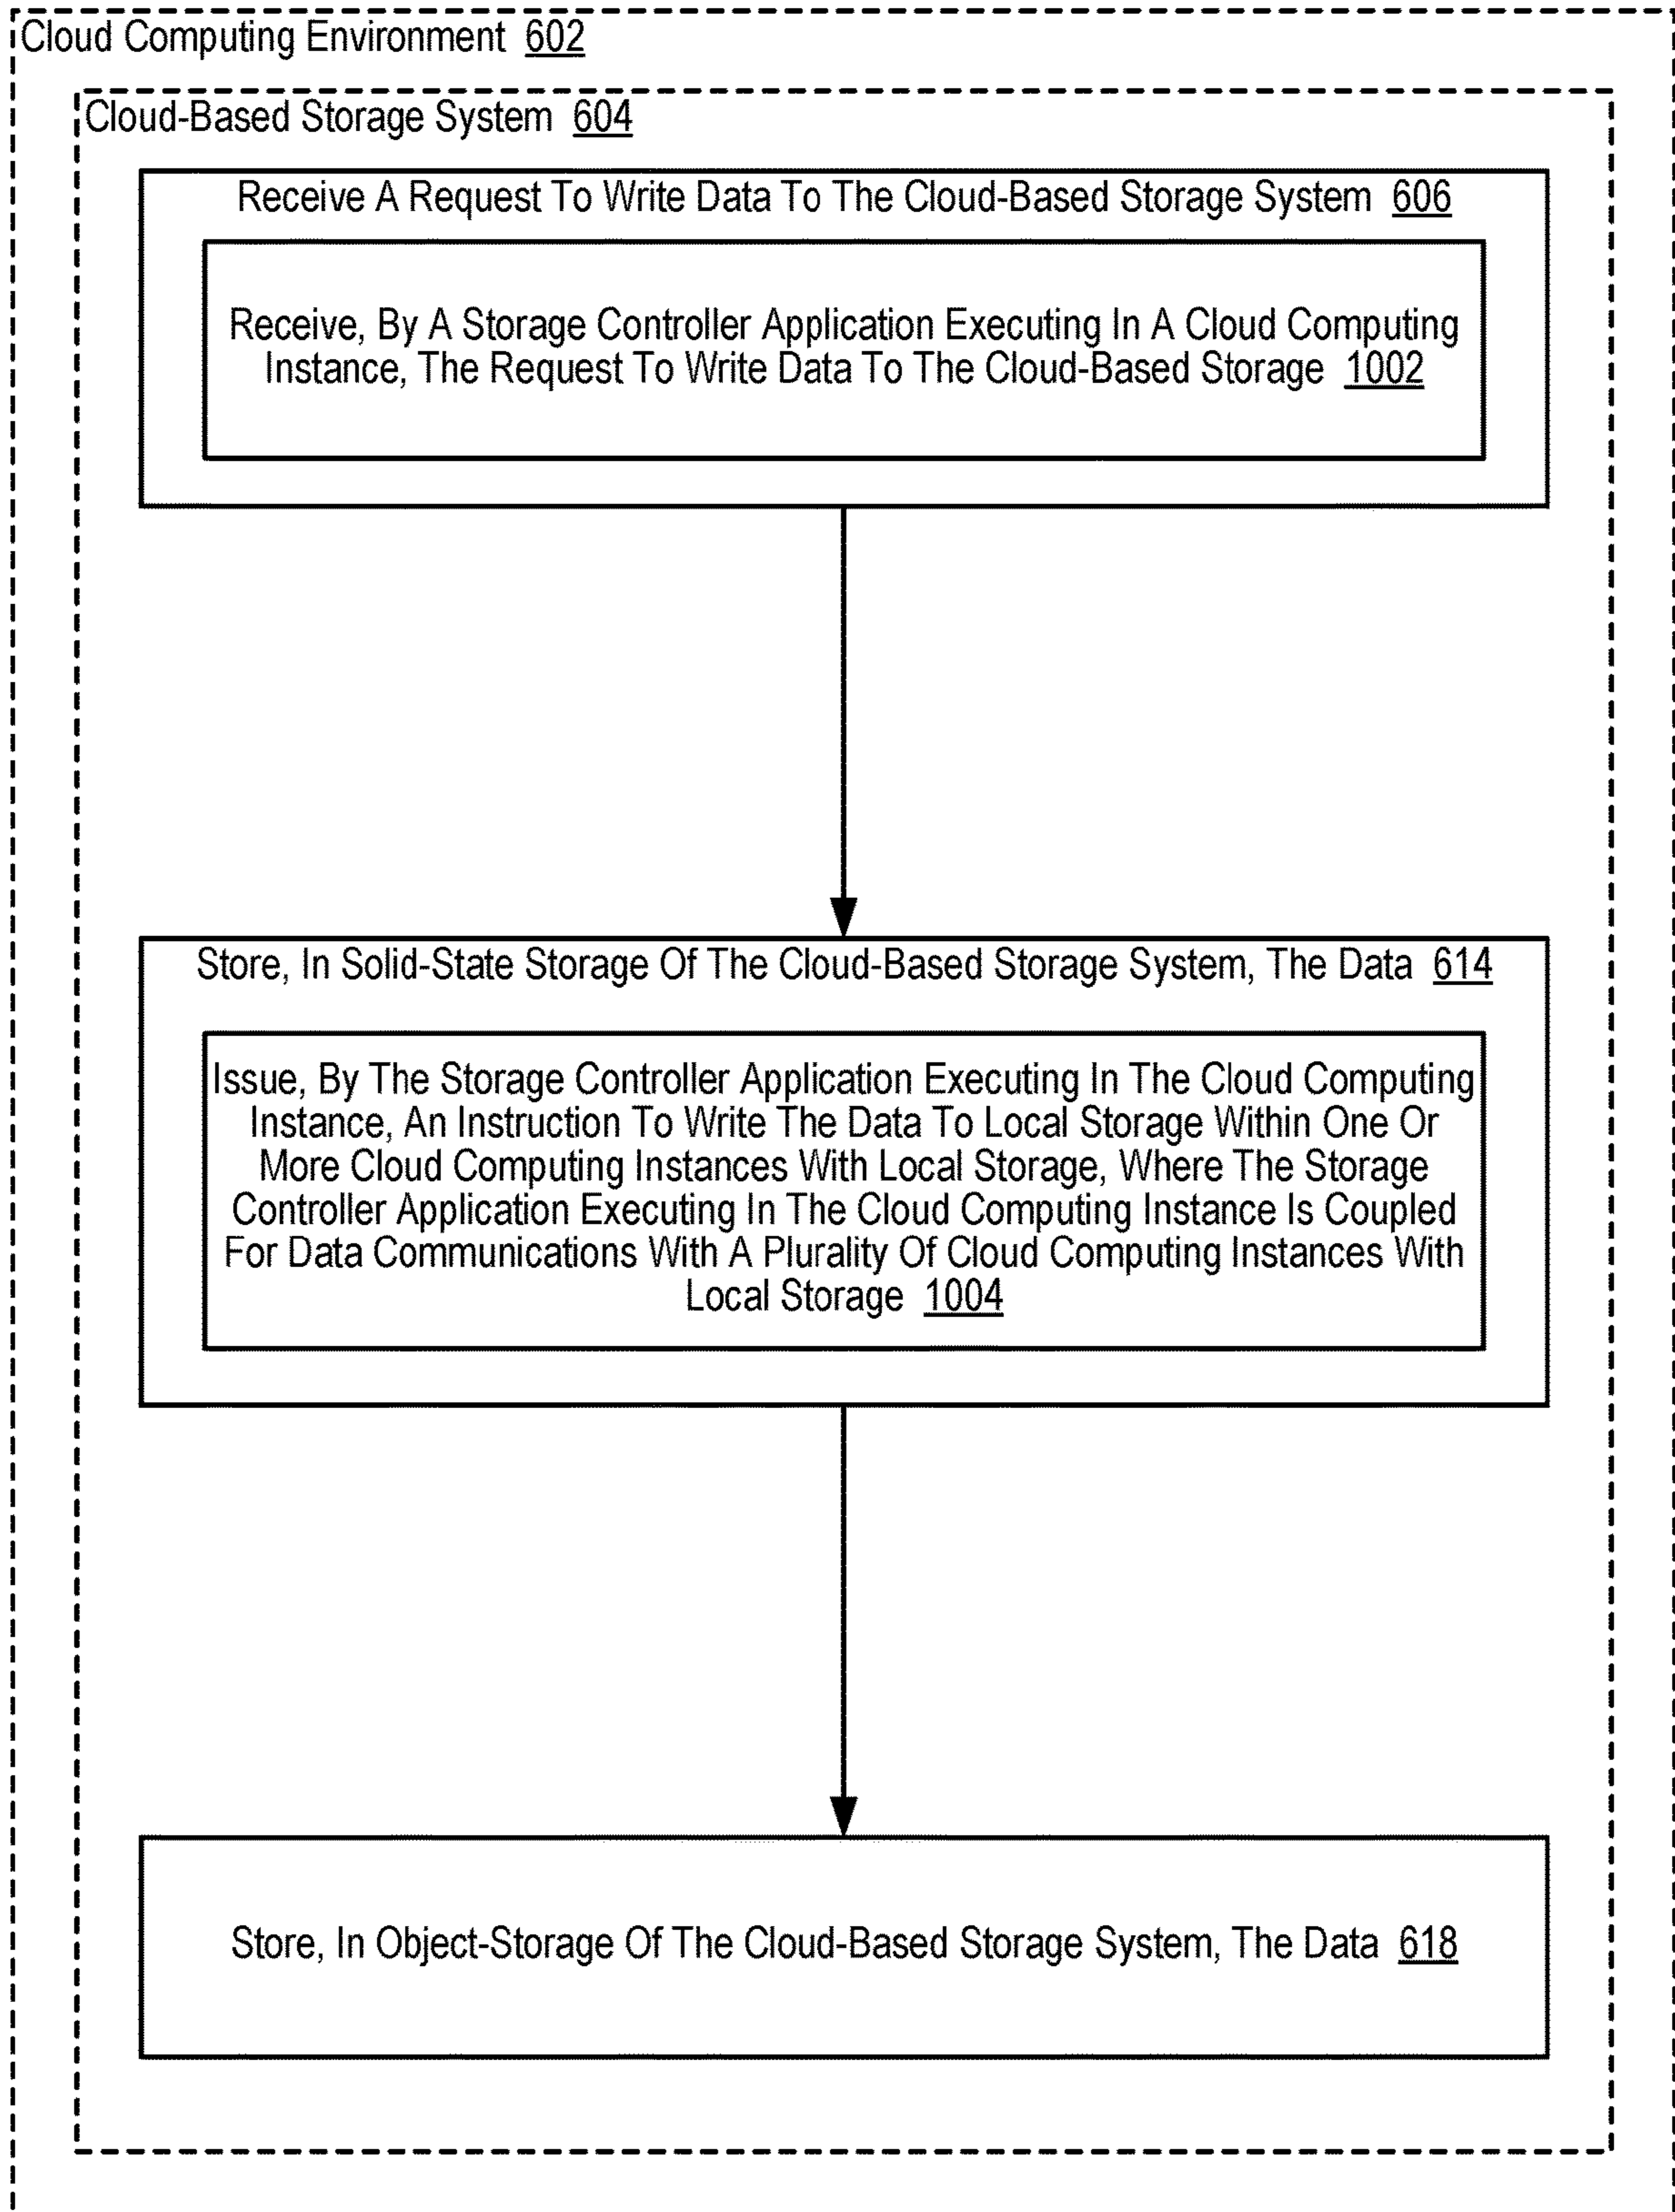 Cloud Computing Environment 602
Cloud-Based Storage System 604
Receive A Request To Write Data To The Cloud-Based Storage System 606
Receive, By A Storage Controller Application Executing In A Cloud Computing
Instance, The Request To Write Data To The Cloud-Based Storage 1002
Store, In Solid-State Storage Of The Cloud-Based Storage System, The Data 614
Issue, By The Storage Controller Application Executing In The Cloud Computing
Instance, An Instruction To Write The Data To Local Storage Within One Or
More Cloud Computing Instances With Local Storage, Where The Storage
Controller Application Executing In The Cloud Computing Instance Is Coupled
For Data Communications With A Plurality Of Cloud Computing Instances With
Local Storage 1004
Store, In Object-Storage Of The Cloud-Based Storage System, The Data 618